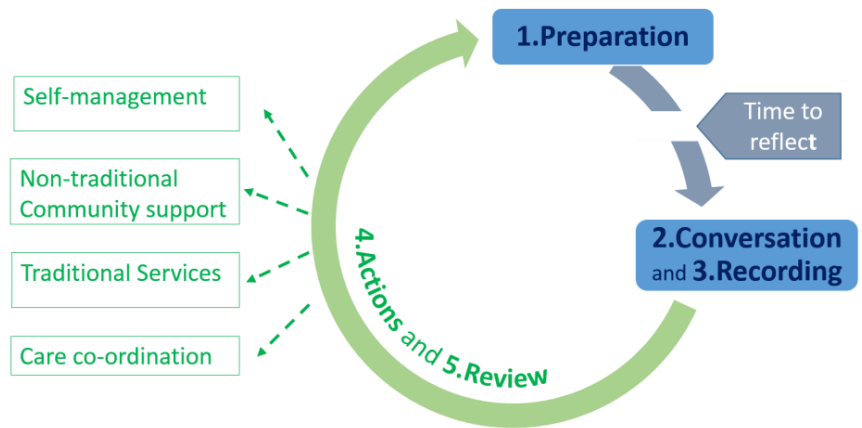 1.Preparation
Time to
reflect
2.Conversation
and 3.Recording
4.Actions and 5.Review
Self-management
Non-traditional
Community support
Traditional Services
Care co-ordination